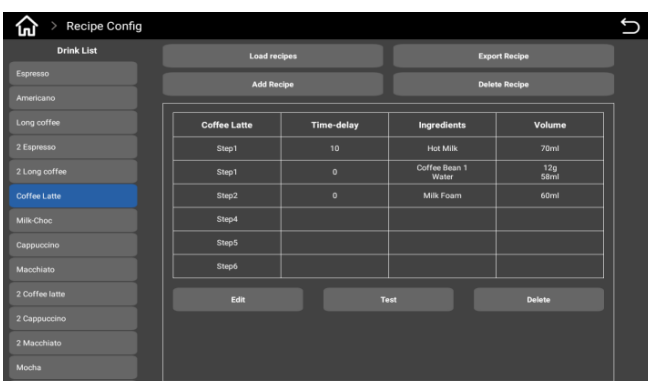 > Recipe Config
Drink List
Espresso
Americano
Long coffee
2 Espresso
2 Long coffee
Coffee Latte
Milk-Choc
Cappuccino
Macchiato
2 Coffee latte
2 Cappuccino
2 Macchiato
Mocha
Load recipes Export Recipe
Add Recipe Delete Recipe
Coffee Latte Time-delay Ingredients Volume
Step1 10 Hot Milk 70ml
Step1 0 Coffee Bean 1 12g
Water 58ml
Step2 0 Milk Foam 60ml
Step4
Step5
Step6
Edit Test Delete